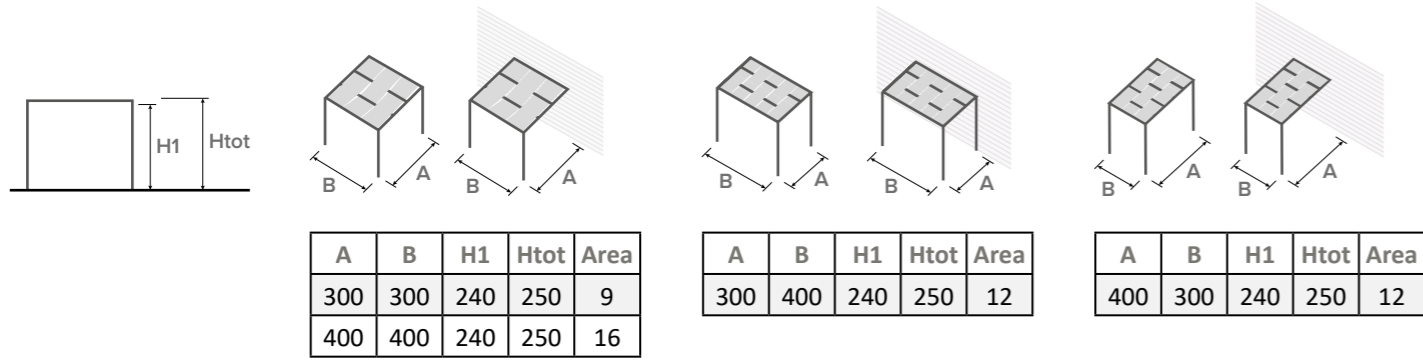 H1 Htot
B A B A
B A B A
B A B A
A B H1 Htot Area
300 300 240 250 9
400 400 240 250 16
A B H1 Htot Area
300 400 240 250 12
A B H1 Htot Area
400 300 240 250 12